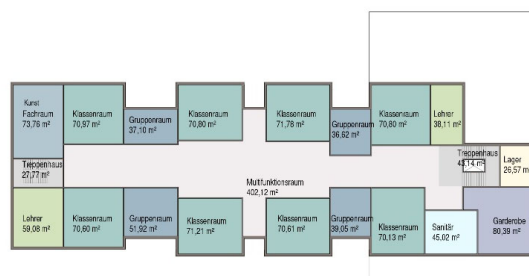 Kunst
Fachraum
73,76 m²
Klassenraum
70,97 m²
Gruppenraum
37,10 m²
Klassenraum
70,80 m²
Klassenraum
71,78 m²
Gruppenraum
36,62 m²
Klassenraum
70,80 m²
Lehrer
38,11 m²
Treppenhaus
27,77 m²
Treppenhaus
43,14 m²
Lager
26,57 m²
Multifunktionsraum
402,12 m²
Lehrer
59,08 m²
Klassenraum
70,60 m²
Gruppenraum
51,92 m²
Klassenraum
71,21 m²
Klassenraum
70,61 m²
Gruppenraum
39,05 m²
Klassenraum
70,13 m²
Sanitär
45,02 m²
Garderobe
80,39 m²